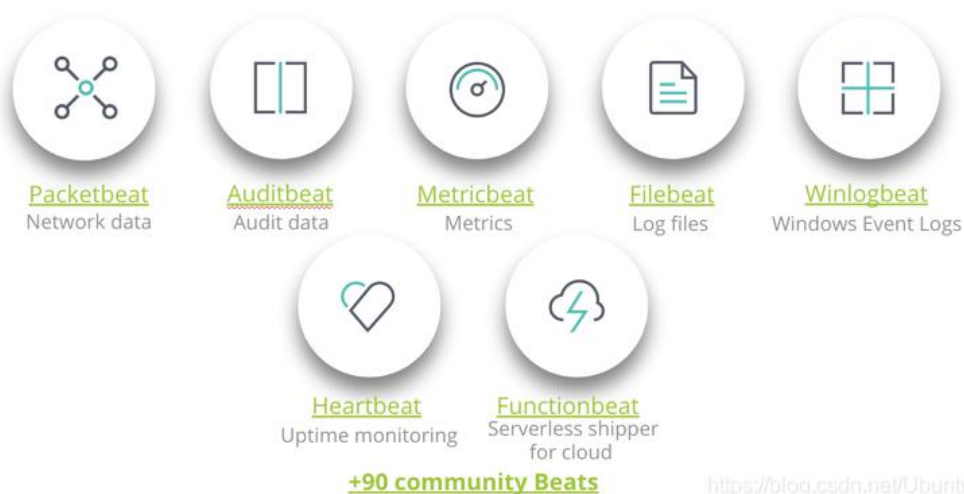 Packetbeat
Network data
Auditbeat
Audit data
Metricbeat
Metrics
Filebeat
Log files
Winlogbeat
Windows Event Logs
Heartbeat
Uptime monitoring
Functionbeat
Serverless shipper
for cloud
+90 community Beats
https://blog.csdn.net/Ubunt